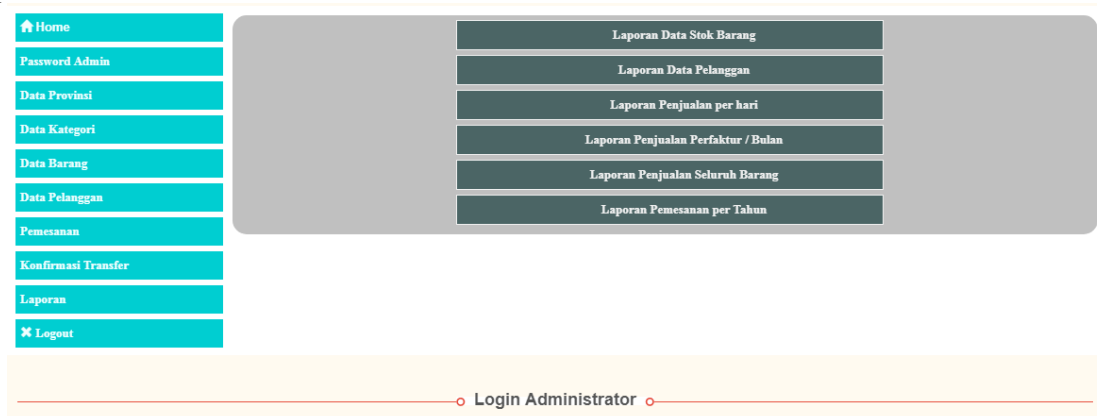 Home
Password Admin
Data Provinsi
Data Kategori
Data Barang
Data Pelanggan
Pemesanan
Konfirmasi Transfer
Laporan
Logout
Laporan Data Stok Barang
Laporan Data Pelanggan
Laporan Penjualan per hari
Laporan Penjualan Perfaktur / Bulan
Laporan Penjualan Seluruh Barang
Laporan Pemesanan per Tahun
Login Administrator